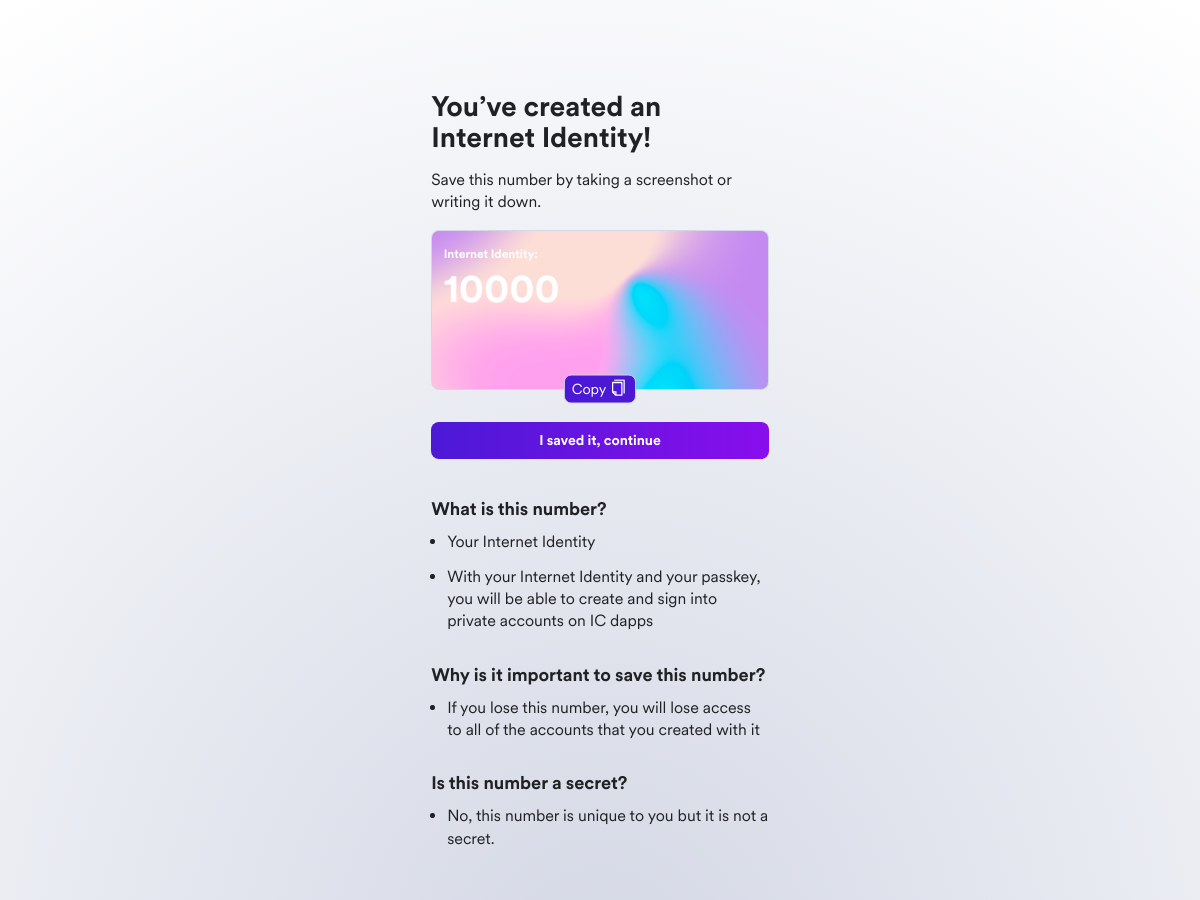 You’ve created an
Internet Identity!
Save this number by taking a screenshot or
writing it down.
Internet Identity:
10000
Copy
I saved it, continue
What is this number?
• Your Internet Identity
• With your Internet Identity and your passkey,
you will be able to create and sign into
private accounts on IC dapps
Why is it important to save this number?
• If you lose this number, you will lose access
to all of the accounts that you created with it
Is this number a secret?
• No, this number is unique to you but it is not a
secret.